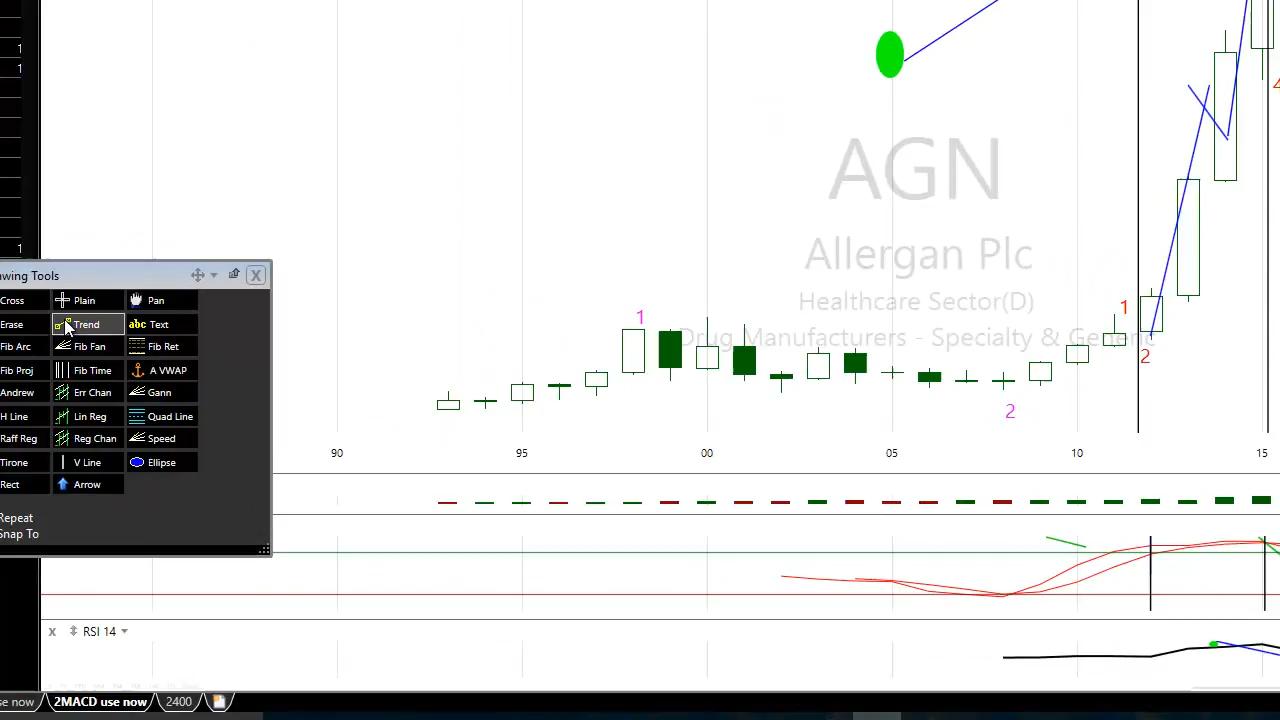 AGN
Allergan Plc
Healthcare Sector(D)
Drug Manufacturers - Specialty & Generic
1
1
1
4
1
1
2
2
wing Tools
X
Cross Plain Pan
Erase Trend abc Text
Fib Arc Fib Fan Fib Ret
Fib Proj Fib Time A VWAP
Andrew Err Chan Gann
H Line Lin Reg Quad Line
Raff Reg Reg Chan Speed
Tirone V Line Ellipse
Rect Arrow
Repeat
Snap To
90 95 00 05 10 15
x RSI 14
se now 2MACD use now 2400